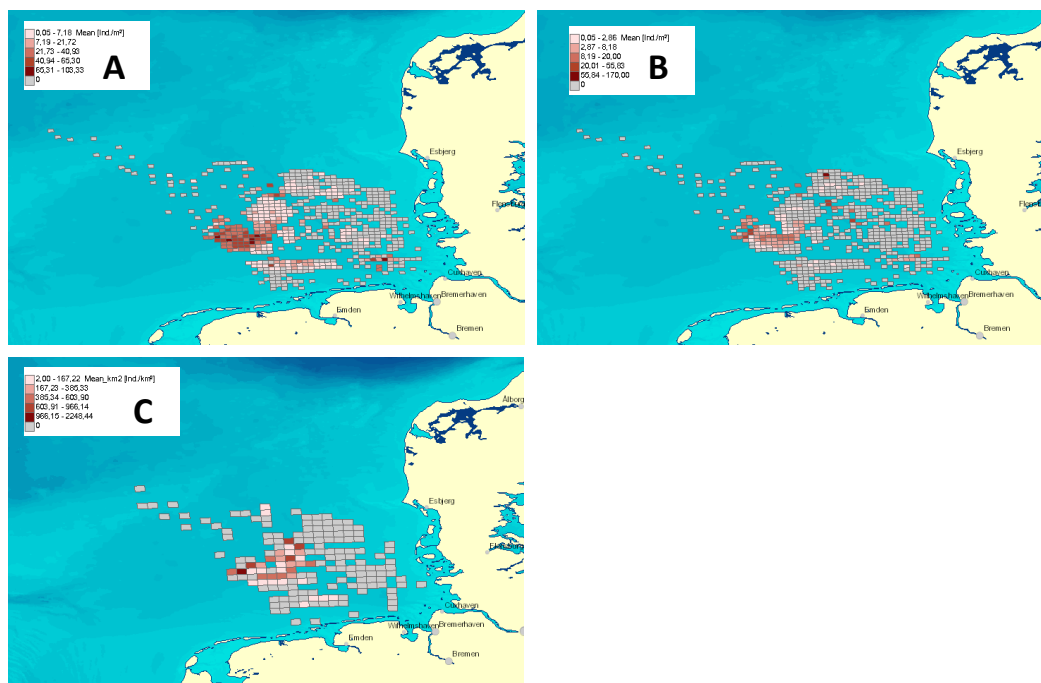 0,05 - 7,18 Mean [Ind./m²]
7,19 - 21,72
21,73 - 40,93
40,94 - 65,30
65,31 - 103,33
0
A
Esbjerg
Cuxhaven
Wilhelmshaven
Bremerhaven
Emden
Bremen
0,05 - 2,86 Mean [Ind./m²]
2,87 - 8,18
8,19 - 20,00
20,01 - 55,83
55,84 - 170,00
0
B
Esbjerg
Cuxhaven
Wilhelmshaven
Bremerhaven
Emden
Bremen
2,00 - 167,22 Mean_km2 [Ind./km²]
167,23 - 385,33
385,34 - 603,90
603,91 - 966,14
966,15 - 2248,44
0
C
Ålborg
Esbjerg
Cuxhaven
Wilhelmshaven
Bremerhaven
Emden
Bremen